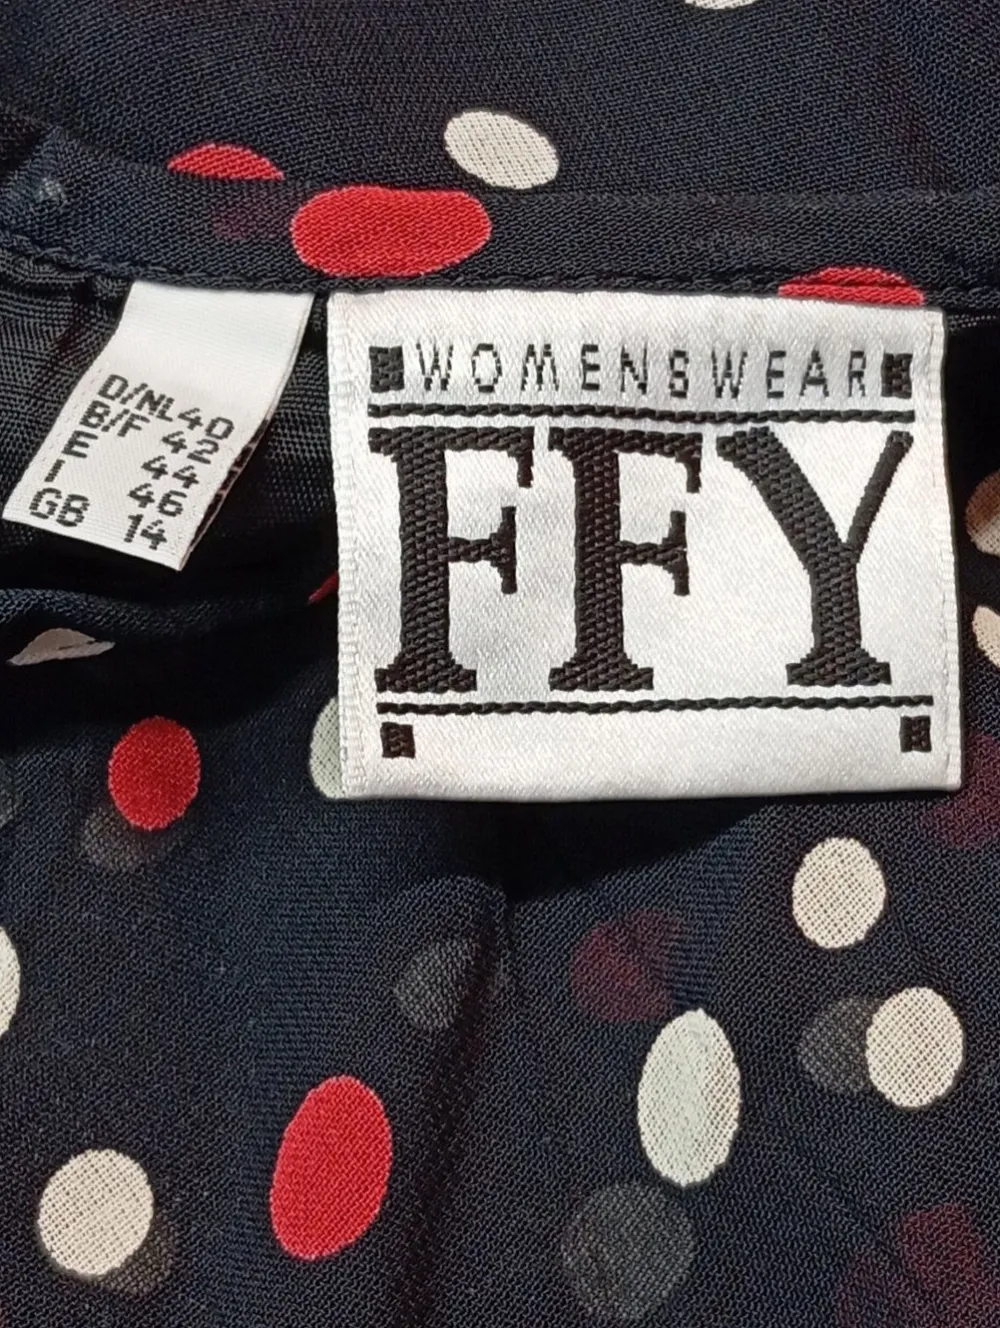 D/NL 40
B/F 42
E 44
I 46
GB 14
WOMENSWEAR
FFY